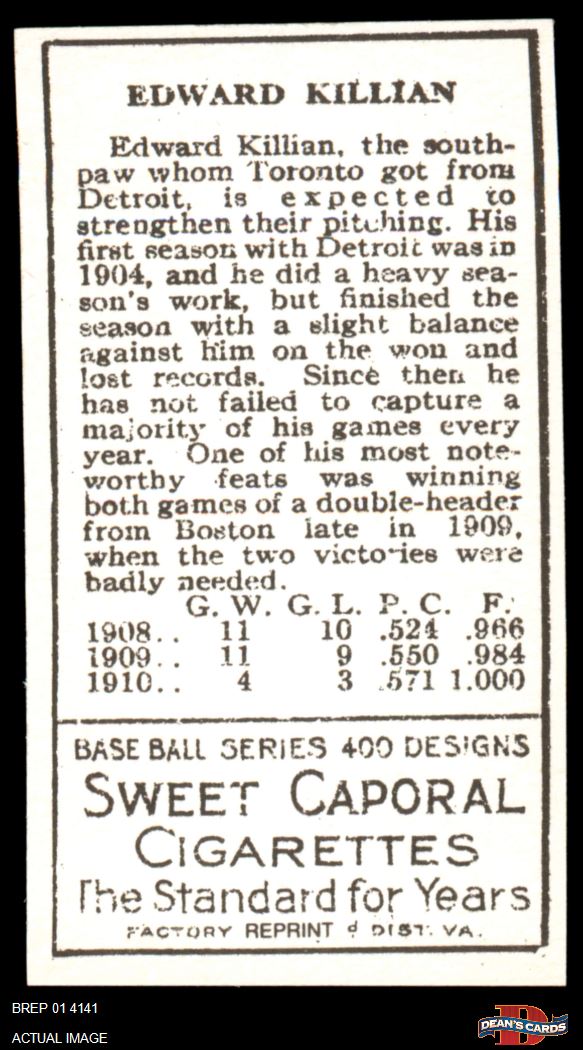 EDWARD KILLIAN
Edward Killian, the south-
paw whom Toronto got from
Detroit, is expected to
strengthen their pitching. His
first season with Detroit was in
1904, and he did a heavy sea-
son's work, but finished the
season with a slight balance
against him on the won and
lost records. Since then he
has not failed to capture a
majority of his games every
year. One of his most note-
worthy feats was winning
both games of a double-header
from Boston late in 1909,
when the two victories were
badly needed.
G. W. G. L. P. C. F.
1908.. 11 10 .524 .966
1909.. 11 9 .550 .984
1910.. 4 3 .571 1.000
BASE BALL SERIES 400 DESIGNS
SWEET CAPORAL
CIGARETTES
The Standard for Years
FACTORY REPRINT d DIST. VA.
BREP 01 4141
ACTUAL IMAGE
D
DEAN'S CARDS